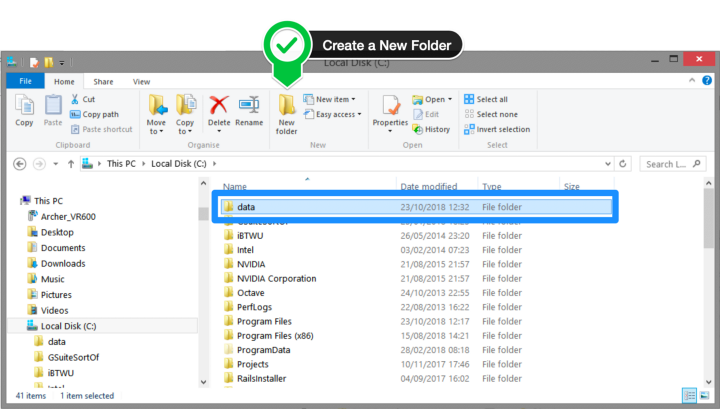 Create a New Folder
Local Disk (C:)
File Home Share View
Cut
Copy path
Paste shortcut
Copy Paste
Move to
Copy to
Delete Rename
New folder
New item
Easy access
Properties
Open
Edit
History
Select all
Select none
Invert selection
Clipboard Organise New Open Select
This PC Local Disk (C:) Search L...
Name Date modified Type Size
This PC
Archer_VR600
Desktop
Documents
Downloads
Music
Pictures
Videos
Local Disk (C:)
data
GSuiteSortOf
iBTWU
data 23/10/2018 12:32 File folder
iBTWU 26/05/2014 23:20 File folder
Intel 03/02/2014 07:23 File folder
NVIDIA 21/08/2015 21:57 File folder
NVIDIA Corporation 21/08/2015 21:57 File folder
Octave 24/10/2013 22:55 File folder
PerfLogs 22/08/2013 16:22 File folder
Program Files 23/10/2018 12:17 File folder
Program Files (x86) 15/08/2018 14:21 File folder
ProgramData 28/02/2018 08:18 File folder
Projects 10/11/2017 17:46 File folder
RailsInstaller 04/09/2017 16:02 File folder
41 items 1 item selected